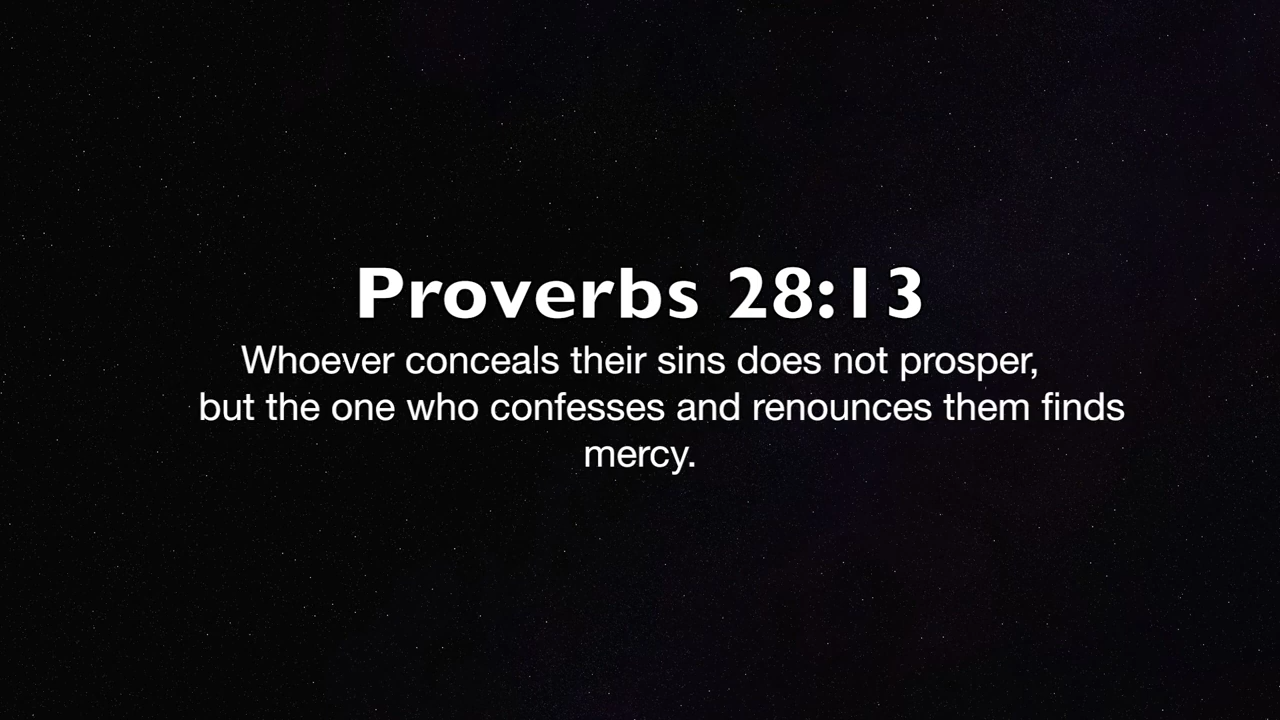 Proverbs 28:13
Whoever conceals their sins does not prosper,
but the one who confesses and renounces them finds
mercy.